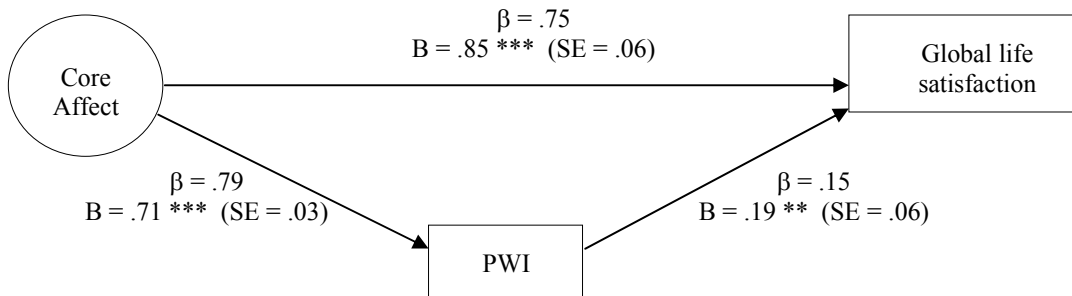 β = .75
B = .85 *** (SE = .06)
Core
Affect
Global life
satisfaction
β = .79
B = .71 *** (SE = .03)
β = .15
B = .19 ** (SE = .06)
PWI